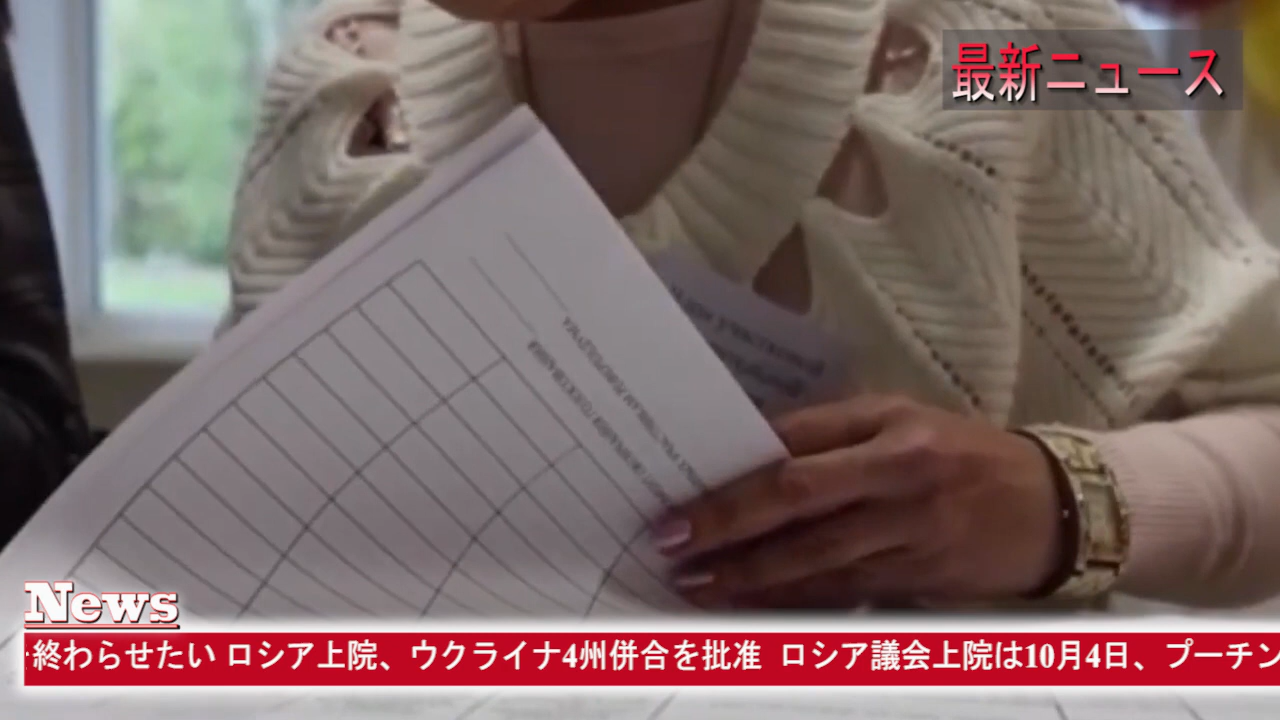 最新ニュース
News
終わらせたい ロシア上院、ウクライナ4州併合を批准 ロシア議会上院は10月4日、プーチン